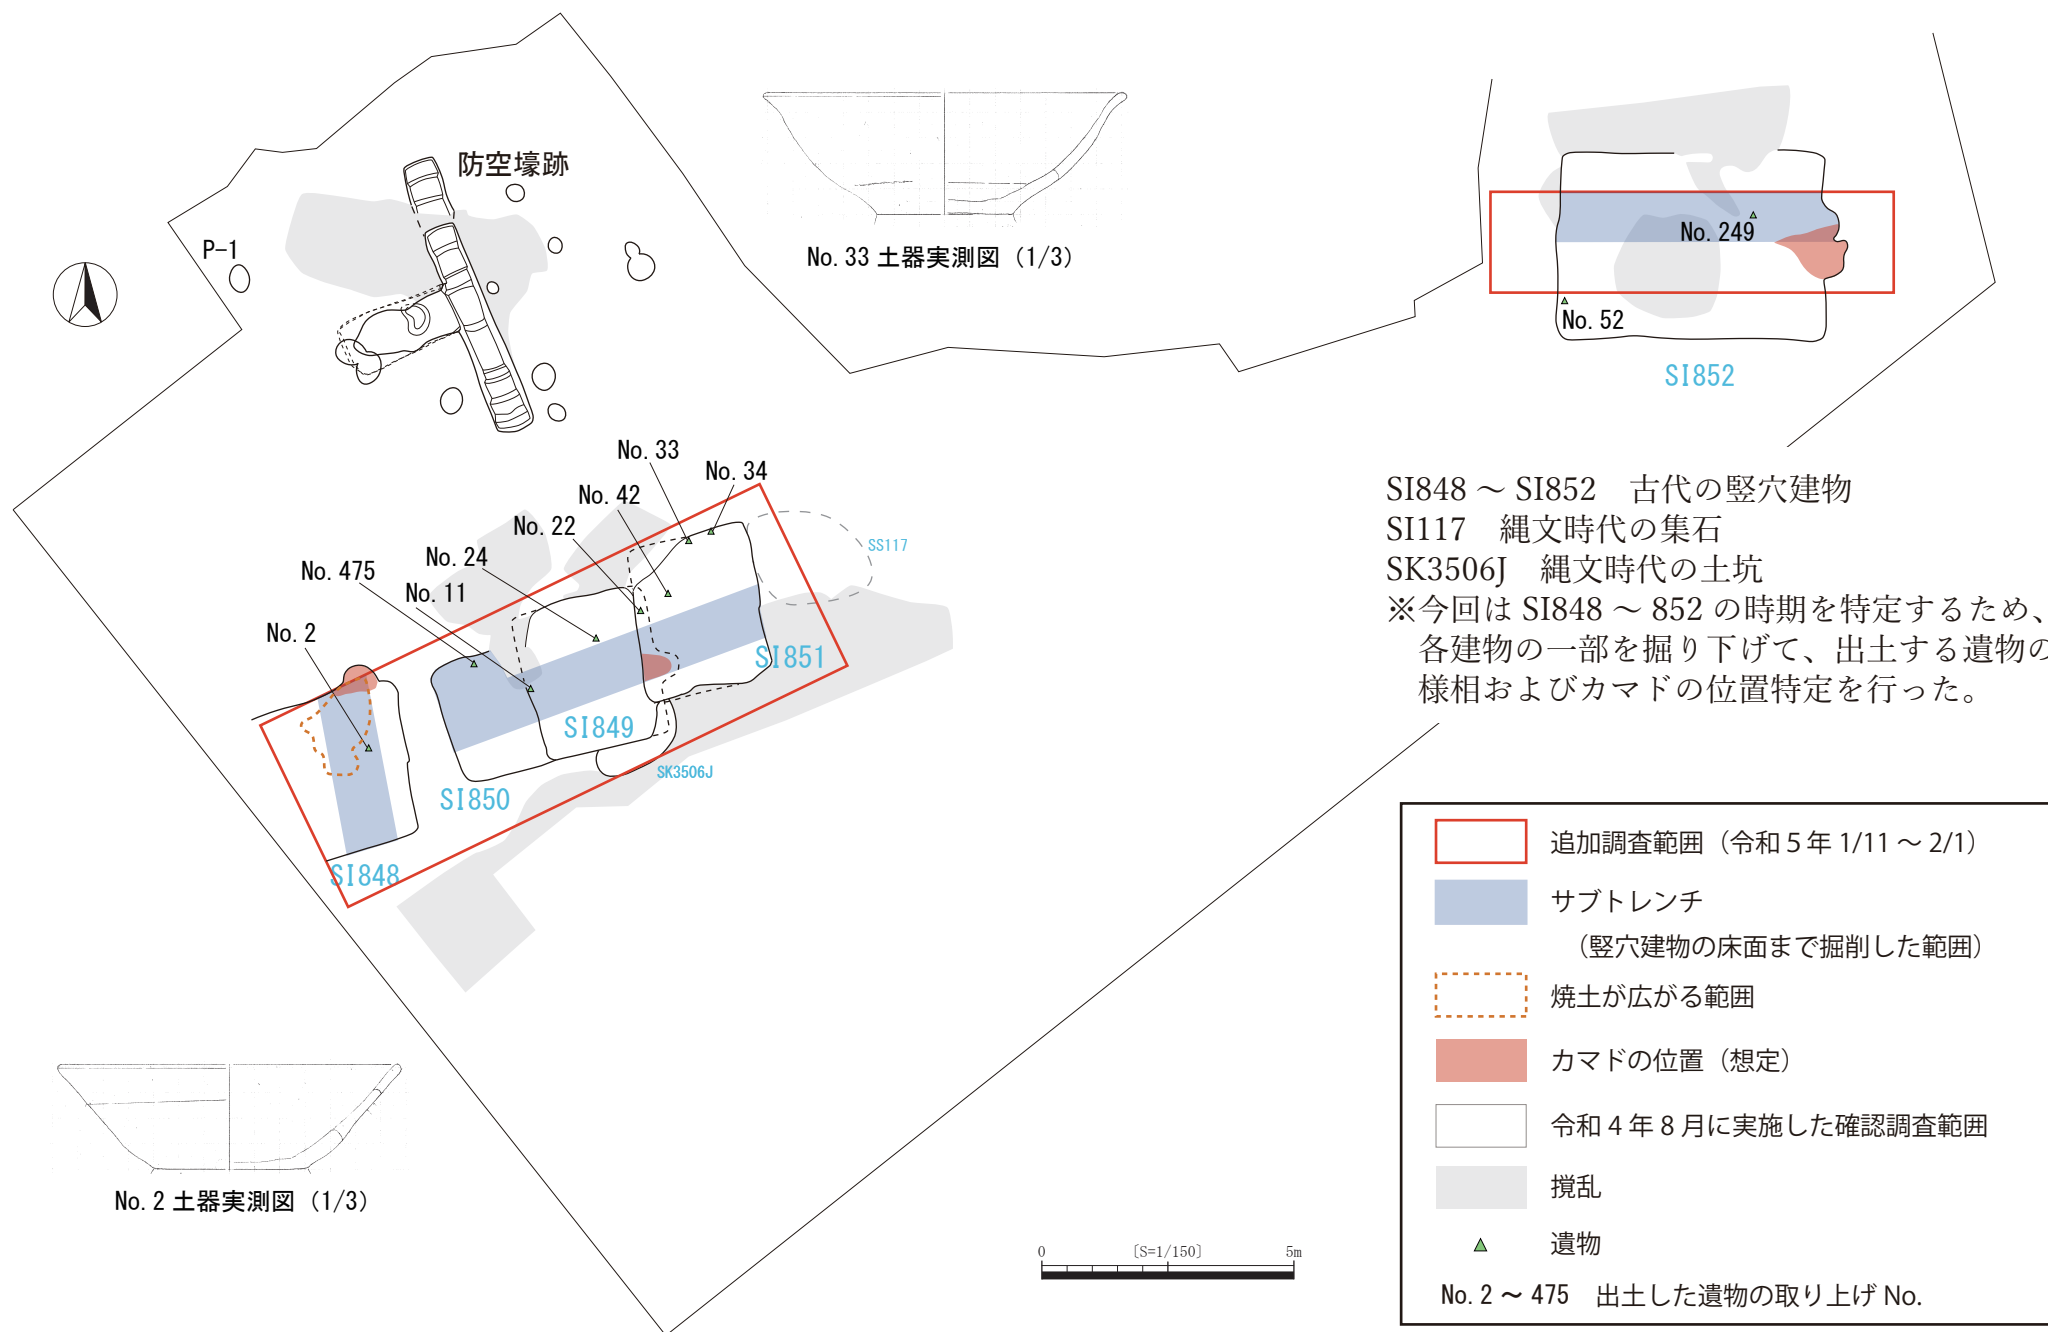 防空壕跡
P-1
No. 33 土器実測図（1/3）
No. 249
No. 52
SI852
No. 33
No. 34
No. 42
No. 22
No. 24
No. 475
No. 11
No. 2
SS117
SI851
SI849
SK3506J
SI850
SI848
SI848 ～ SI852　古代の竪穴建物
SI117　縄文時代の集石
SK3506J　縄文時代の土坑
※今回は SI848 ～ 852 の時期を特定するため、
各建物の一部を掘り下げて、出土する遺物の
様相およびカマドの位置特定を行った。
No. 2 土器実測図（1/3）
0 [S=1/150] 5m
追加調査範囲（令和 5 年 1/11 ～ 2/1）
サブトレンチ
（竪穴建物の床面まで掘削した範囲）
焼土が広がる範囲
カマドの位置（想定）
令和 4 年 8 月に実施した確認調査範囲
撹乱
遺物
No. 2 ～ 475　出土した遺物の取り上げ No.